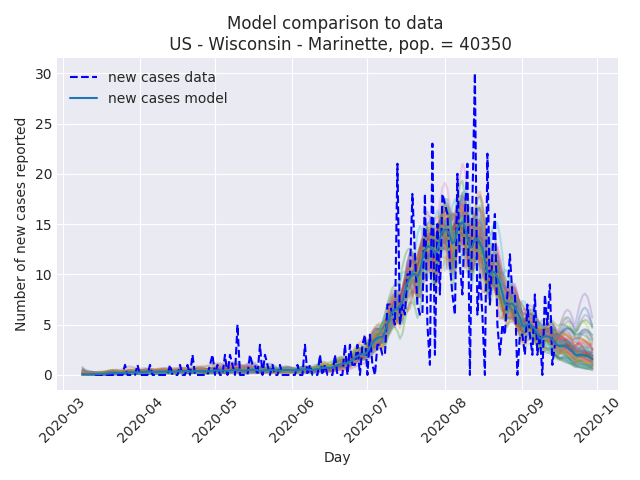 Model comparison to data
US - Wisconsin - Marinette, pop. = 40350
new cases data
new cases model
Number of new cases reported
30
25
20
15
10
5
0
2020-03
2020-04
2020-05
2020-06
2020-07
2020-08
2020-09
2020-10
Day